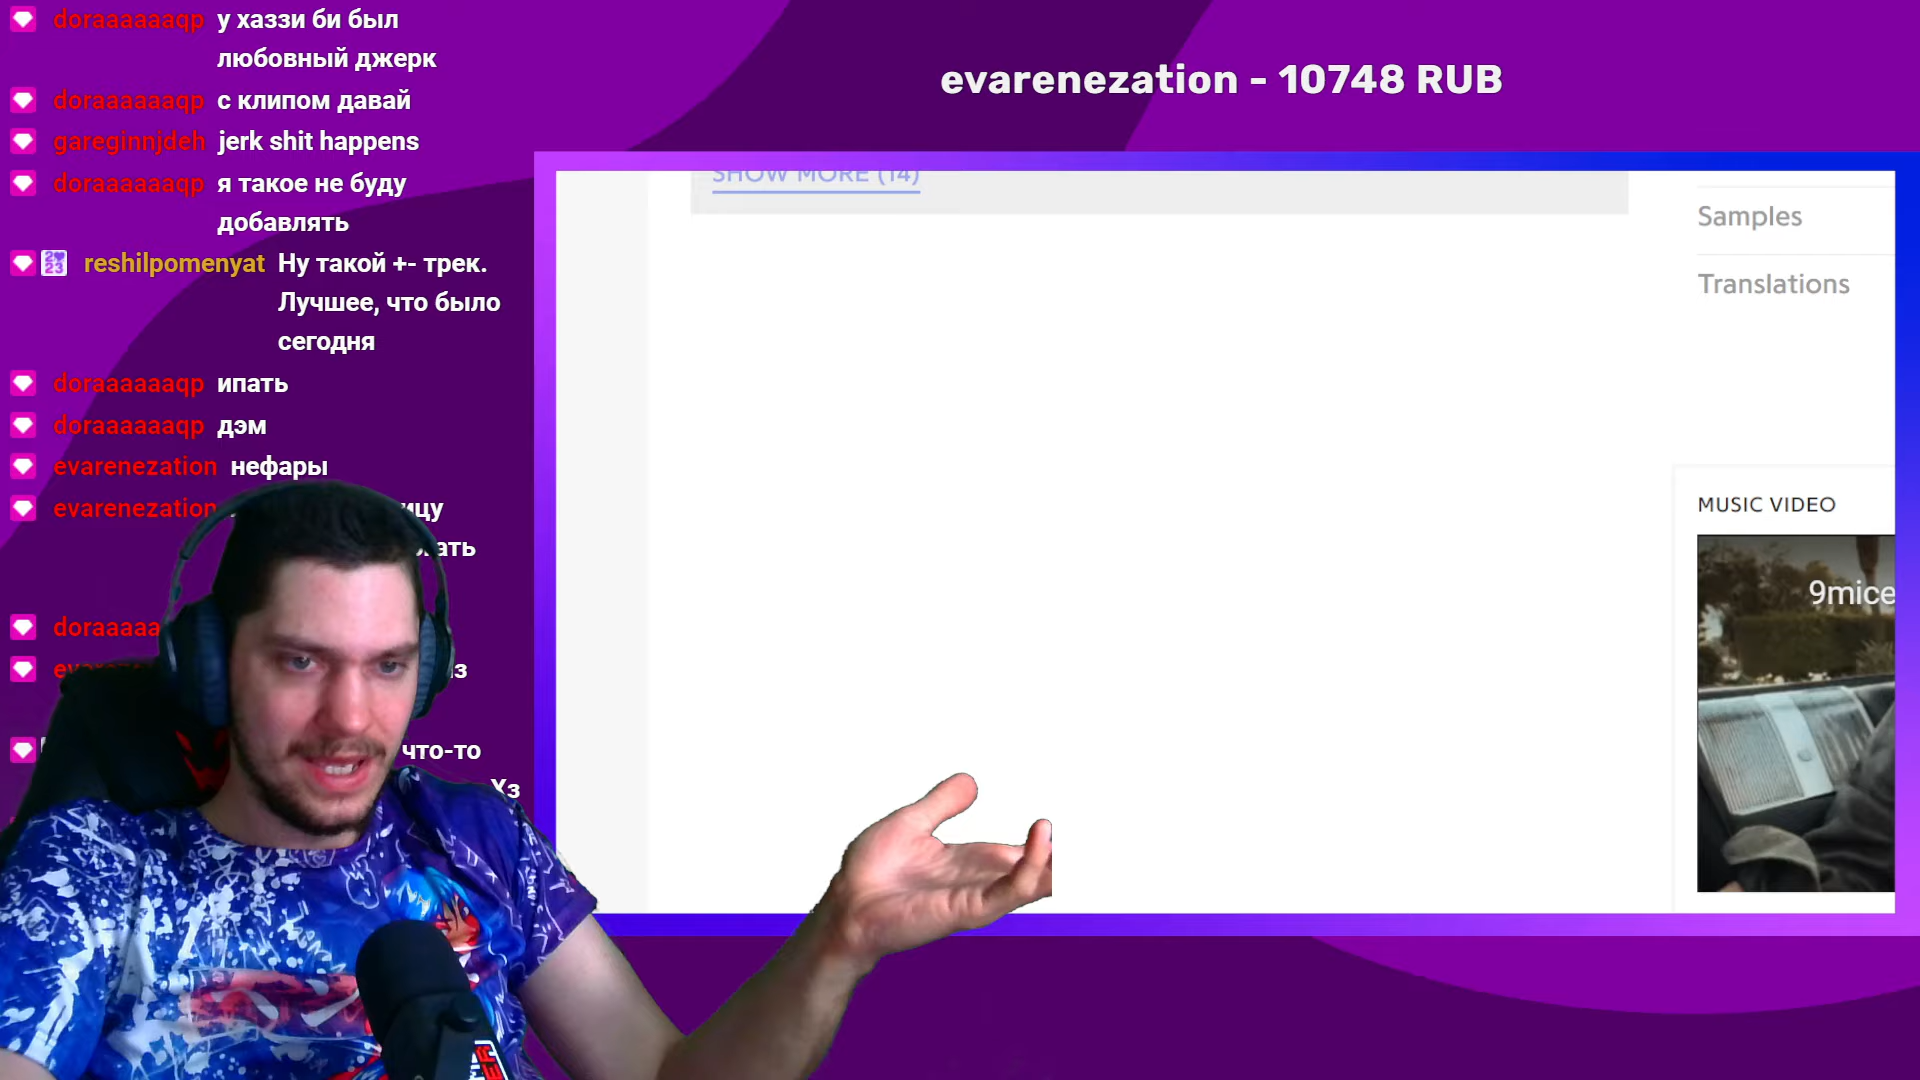 doraaaaaaqp у хаззи би был
любовный джерк
doraaaaaaqp с клипом давай
gareginnjdeh jerk shit happens
doraaaaaaqp я такое не буду
добавлять
reshilpomenyat Ну такой +- трек.
Лучшее, что было
сегодня
doraaaaaaqp ипать
doraaaaaaqp дэм
evarenezation нефары
evarenezation
что-то
Хз
evarenezation - 10748 RUB
SHOW MORE (14)
Samples
Translations
MUSIC VIDEO
9mice